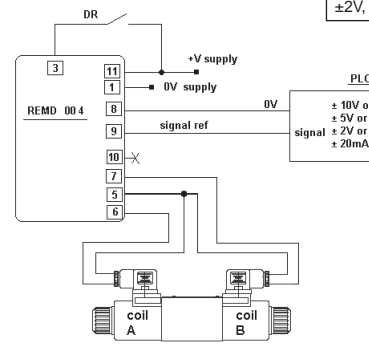 ±2V,
DR
3
11
+V supply
1
0V supply
PLC
REMD 004
8
0V
± 10V o
± 5V or
9
signal ref
signal ± 2V or
± 20mA
10
7
5
6
coil
A
coil
B